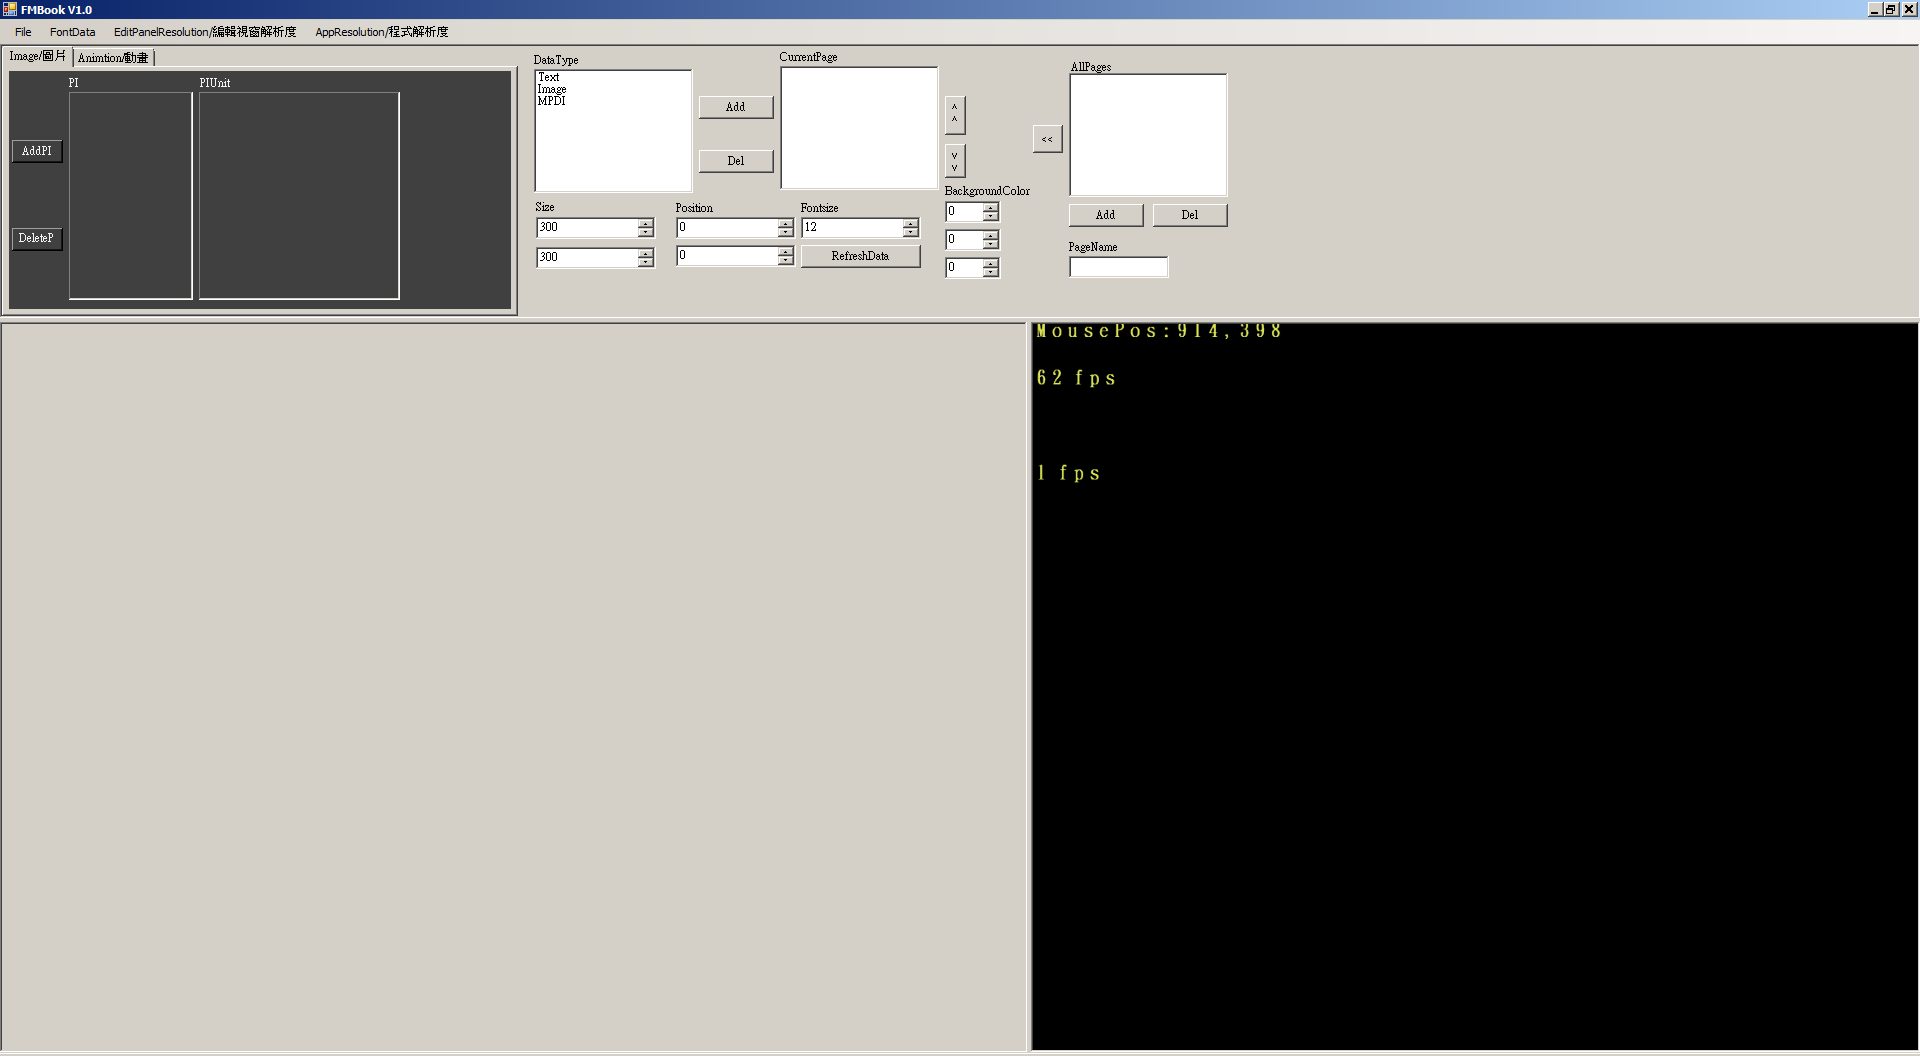 FMBook V1.0
File FontData EditPanelResolution/編輯視窗解析度 AppResolution/程式解析度
Image/圖片 Animtion/動畫
PI PIUnit
AddPI
DeleteP
DataType
Text
Image
MPDI
Add
Del
CurrentPage
^
^
v
v
<<
AllPages
Add Del
PageName
Size
300
300
Position
0
0
Fontsize
12
RefreshData
BackgroundColor
0
0
0
MousePos:914,398
62 fps
1 fps